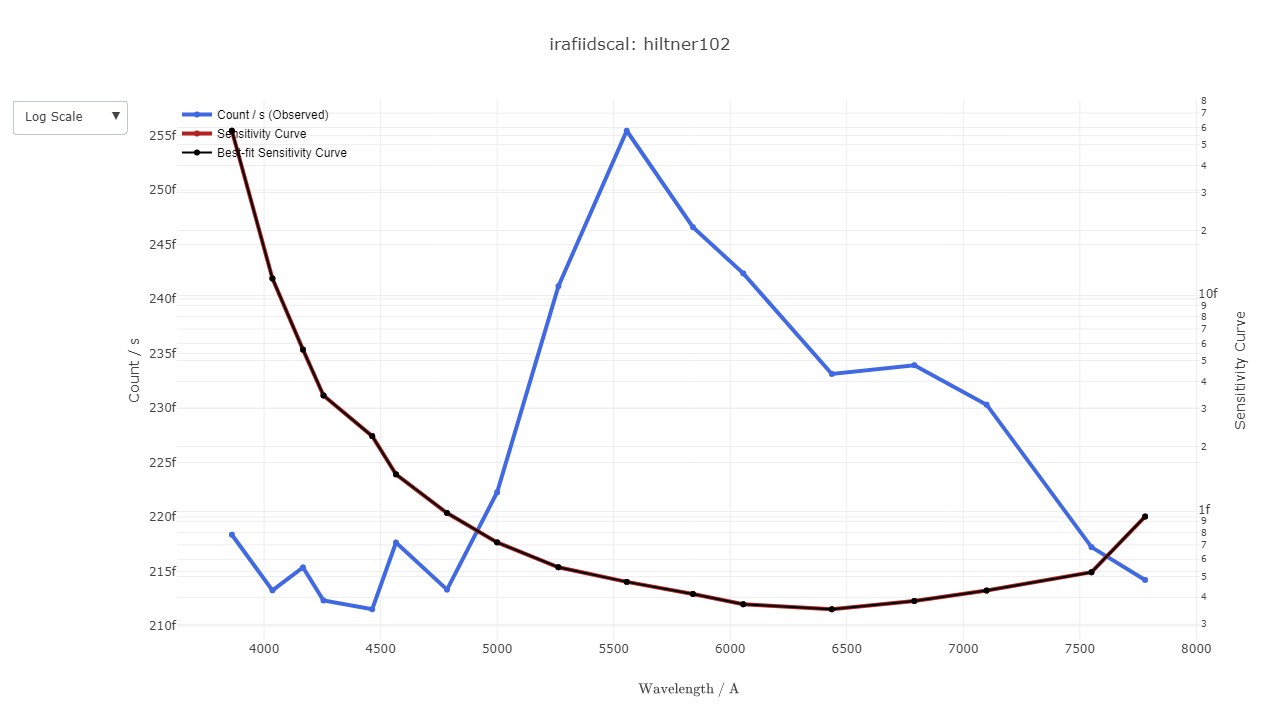 irafiidscal: hiltner102
Log Scale ▼
Count / s (Observed)
Sensitivity Curve
Best-fit Sensitivity Curve
Count / s
255f
250f
245f
240f
235f
230f
225f
220f
215f
210f
4000 4500 5000 5500 6000 6500 7000 7500 8000
Wavelength / A
8
7
6
5
4
3
2
10f
9
8
7
6
5
4
3
2
1f
9
8
7
6
5
4
3
Sensitivity Curve